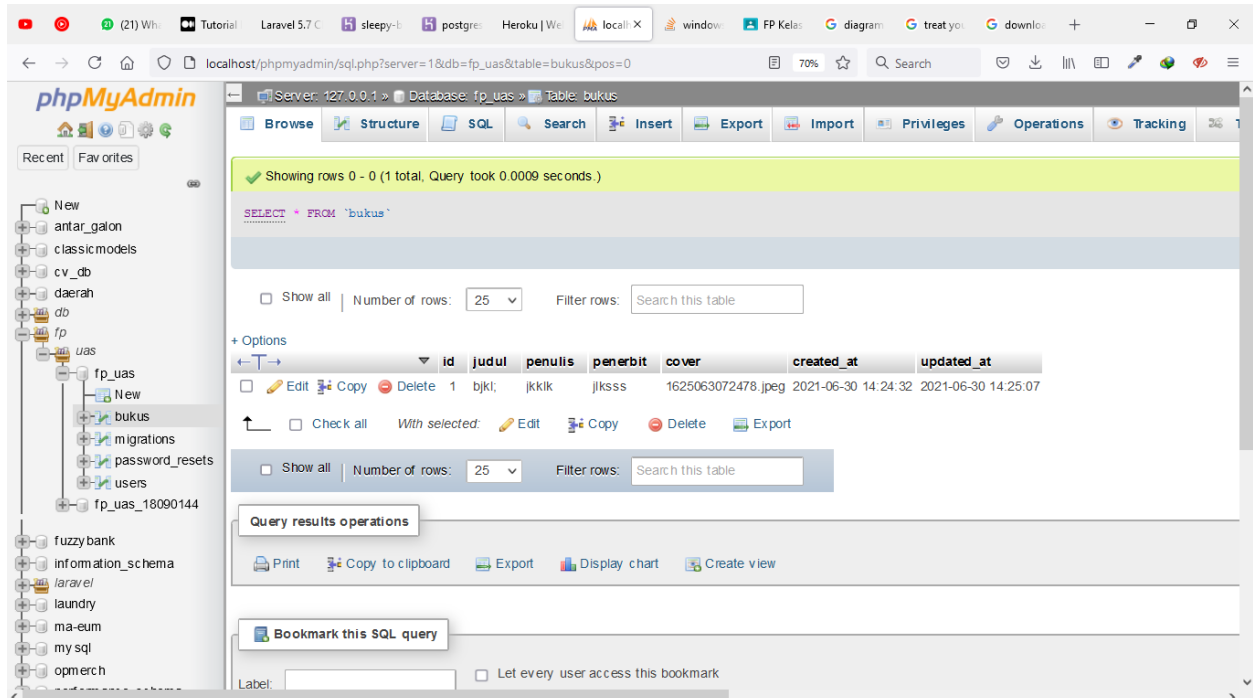 (21) Wh
Tutorial
Laravel 5.7 C
sleepy-b
postgres
Heroku | We
localh
window
FP Kelas
diagram
treat you
downloa
localhost/phpmyadmin/sql.php?server=1&db=fp_uas&table=bukus&pos=0
70%
Search
phpMyAdmin
Recent
Favorites
New
antar_galon
classicmodels
cv_db
daerah
db
fp
uas
fp_uas
New
bukus
migrations
password_resets
users
fp_uas_18090144
fuzzybank
information_schema
laravel
laundry
ma-eum
mysql
opmerch
Server: 127.0.0.1 » Database: fp_uas » Table: bukus
Browse Structure SQL Search Insert Export Import Privileges Operations Tracking
Showing rows 0 - 0 (1 total, Query took 0.0009 seconds.)
SELECT * FROM `bukus`
Show all | Number of rows: 25 Filter rows: Search this table
+ Options
←T→ id judul penulis penerbit cover created_at updated_at
Edit Copy Delete 1 bjkl; jkklk jlksss 1625063072478.jpeg 2021-06-30 14:24:32 2021-06-30 14:25:07
Check all With selected: Edit Copy Delete Export
Show all | Number of rows: 25 Filter rows: Search this table
Query results operations
Print Copy to clipboard Export Display chart Create view
Bookmark this SQL query
Label: Let every user access this bookmark